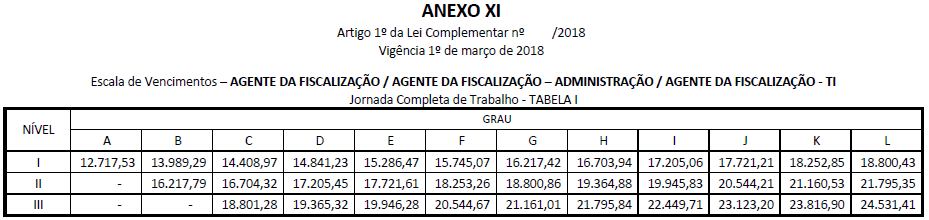 ANEXO XI
Artigo 1º da Lei Complementar nº /2018
Vigência 1º de março de 2018
Escala de Vencimentos – AGENTE DA FISCALIZAÇÃO / AGENTE DA FISCALIZAÇÃO – ADMINISTRAÇÃO / AGENTE DA FISCALIZAÇÃO - TI
Jornada Completa de Trabalho - TABELA I
NÍVEL GRAU
A B C D E F G H I J K L
I 12.717,53 13.989,29 14.408,97 14.841,23 15.286,47 15.745,07 16.217,42 16.703,94 17.205,06 17.721,21 18.252,85 18.800,43
II - 16.217,79 16.704,32 17.205,45 17.721,61 18.253,26 18.800,86 19.364,88 19.945,83 20.544,21 21.160,53 21.795,35
III - - 18.801,28 19.365,32 19.946,28 20.544,67 21.161,01 21.795,84 22.449,71 23.123,20 23.816,90 24.531,41